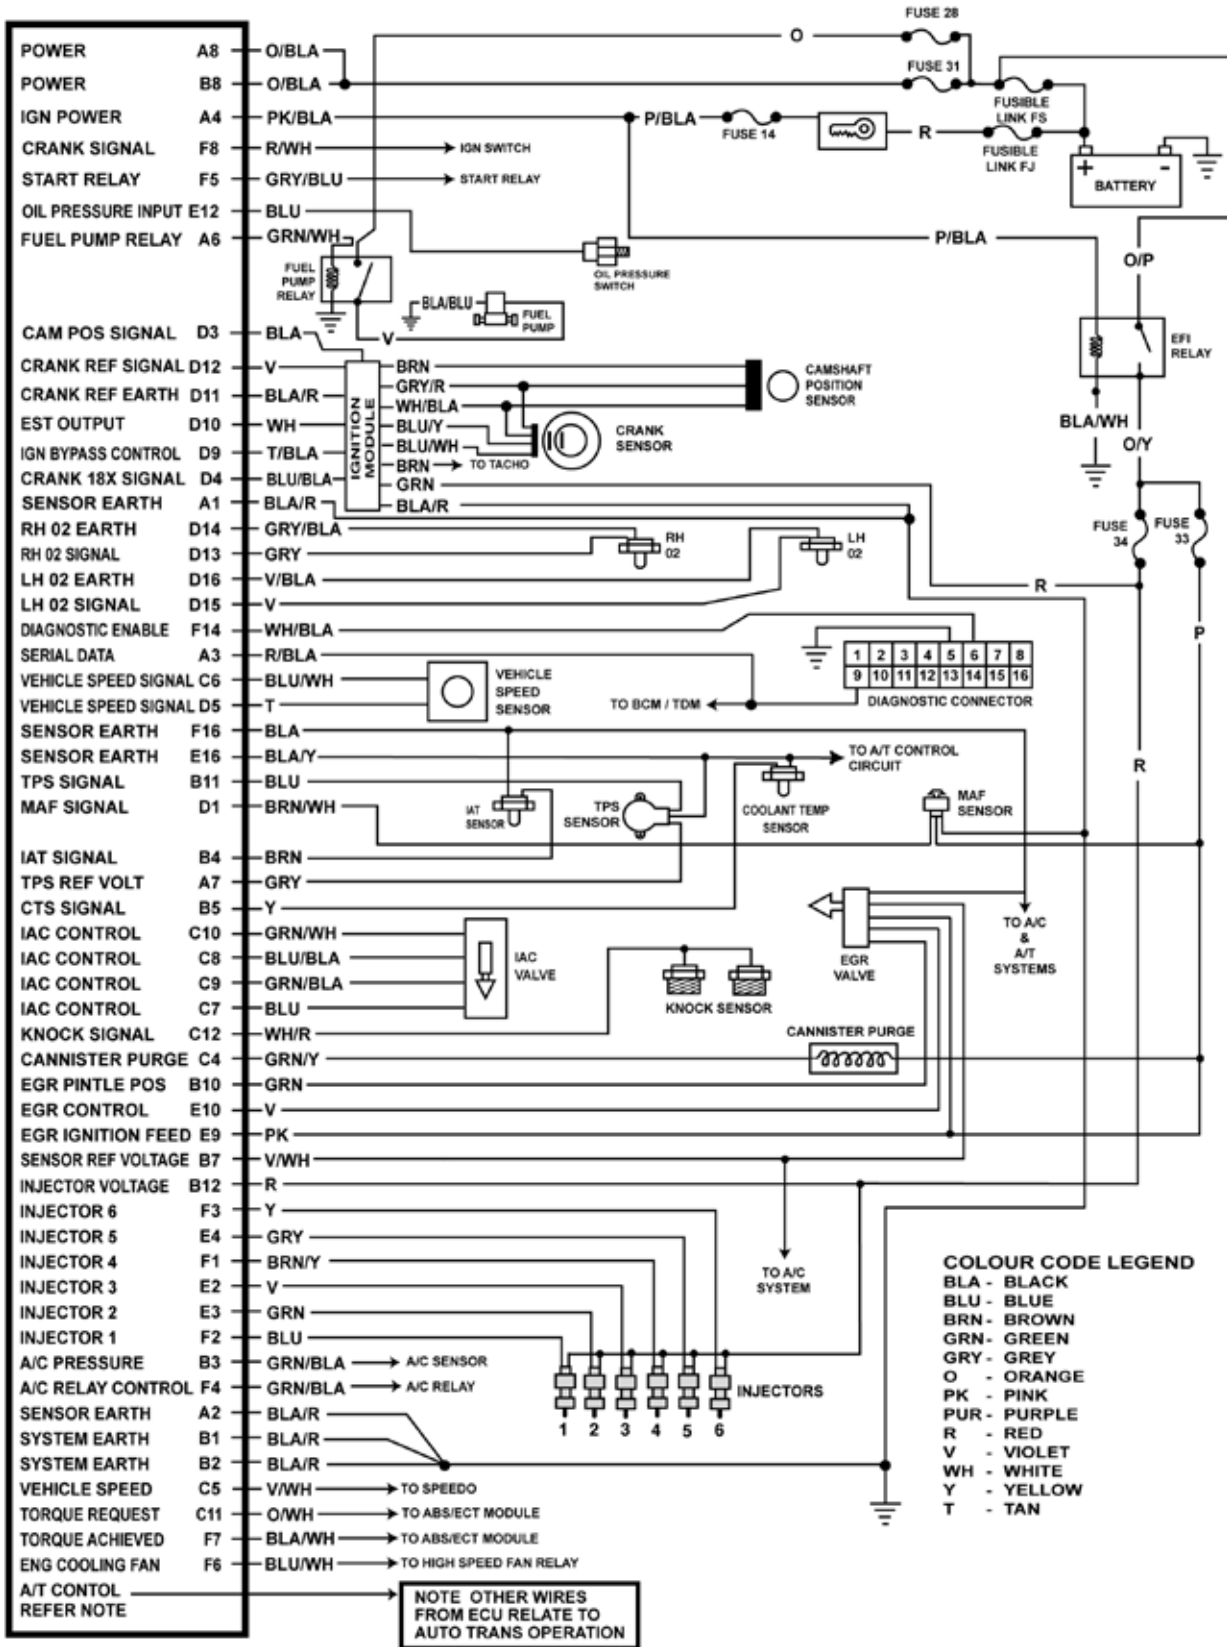 FUSE 28
POWER A8 O/BLA
O
FUSE 31
POWER B8 O/BLA
FUSIBLE
LINK FS
IGN POWER A4 PK/BLA
P/BLA
FUSE 14
R
FUSIBLE
LINK FJ
CRANK SIGNAL F8 R/WH IGN SWITCH
START RELAY F5 GRY/BLU START RELAY
+ -
BATTERY
OIL PRESSURE INPUT E12 BLU
FUEL PUMP RELAY A6 GRN/WH
P/BLA
O/P
FUEL
PUMP
RELAY
OIL PRESSURE
SWITCH
BLA/BLU
FUEL
PUMP
V
EFI
RELAY
CAM POS SIGNAL D3 BLA
CRANK REF SIGNAL D12 V
CRANK REF EARTH D11 BLA/R
EST OUTPUT D10 WH
IGN BYPASS CONTROL D9 T/BLA
CRANK 18X SIGNAL D4 BLU/BLA
SENSOR EARTH A1 BLA/R
IGNITION
MODULE
BRN
GRY/R
WH/BLA
BLU/Y
BLU/WH
BRN TO TACHO
GRN
BLA/R
CAMSHAFT
POSITION
SENSOR
CRANK
SENSOR
BLA/WH
O/Y
FUSE
34
FUSE
33
RH 02 EARTH D14 GRY/BLA
RH 02 SIGNAL D13 GRY
RH
02
LH
02
LH 02 EARTH D16 V/BLA
R
LH 02 SIGNAL D15 V
DIAGNOSTIC ENABLE F14 WH/BLA
P
SERIAL DATA A3 R/BLA
1 2 3 4 5 6 7 8
9 10 11 12 13 14 15 16
DIAGNOSTIC CONNECTOR
VEHICLE SPEED SIGNAL C6 BLU/WH
VEHICLE SPEED SIGNAL D5 T
VEHICLE
SPEED
SENSOR
TO BCM / TDM
SENSOR EARTH F16 BLA
SENSOR EARTH E16 BLA/Y
TO A/T CONTROL
CIRCUIT
R
TPS SIGNAL B11 BLU
MAF SIGNAL D1 BRN/WH
IAT
SENSOR
TPS
SENSOR
COOLANT TEMP
SENSOR
MAF
SENSOR
IAT SIGNAL B4 BRN
TPS REF VOLT A7 GRY
CTS SIGNAL B5 Y
IAC CONTROL C10 GRN/WH
IAC CONTROL C8 BLU/BLA
IAC CONTROL C9 GRN/BLA
IAC CONTROL C7 BLU
IAC
VALVE
EGR
VALVE
TO A/C
&
A/T
SYSTEMS
KNOCK SENSOR
KNOCK SIGNAL C12 WH/R
CANNISTER PURGE
CANNISTER PURGE C4 GRN/Y
EGR PINTLE POS B10 GRN
EGR CONTROL E10 V
EGR IGNITION FEED E9 PK
SENSOR REF VOLTAGE B7 V/WH
INJECTOR VOLTAGE B12 R
INJECTOR 6 F3 Y
INJECTOR 5 E4 GRY
INJECTOR 4 F1 BRN/Y
INJECTOR 3 E2 V
INJECTOR 2 E3 GRN
INJECTOR 1 F2 BLU
TO A/C
SYSTEM
A/C PRESSURE B3 GRN/BLA A/C SENSOR
A/C RELAY CONTROL F4 GRN/BLA A/C RELAY
INJECTORS
1 2 3 4 5 6
SENSOR EARTH A2 BLA/R
SYSTEM EARTH B1 BLA/R
SYSTEM EARTH B2 BLA/R
VEHICLE SPEED C5 V/WH TO SPEEDO
TORQUE REQUEST C11 O/WH TO ABS/ECT MODULE
TORQUE ACHIEVED F7 BLA/WH TO ABS/ECT MODULE
ENG COOLING FAN F6 BLU/WH TO HIGH SPEED FAN RELAY
A/T CONTOL
REFER NOTE
NOTE OTHER WIRES
FROM ECU RELATE TO
AUTO TRANS OPERATION
COLOUR CODE LEGEND
BLA - BLACK
BLU - BLUE
BRN - BROWN
GRN - GREEN
GRY - GREY
O - ORANGE
PK - PINK
PUR - PURPLE
R - RED
V - VIOLET
WH - WHITE
Y - YELLOW
T - TAN